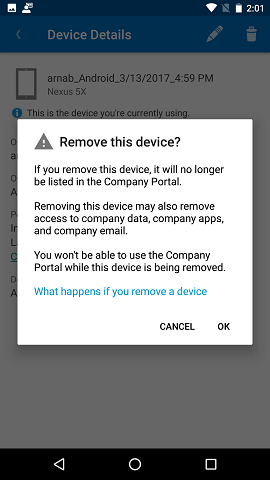 2:01
Device Details
arnab_Android_3/13/2017_4:59 PM
Nexus 5X
This is the device you're currently using.
Remove this device?
If you remove this device, it will no longer
be listed in the Company Portal.
Removing this device may also remove
access to company data, company apps,
and company email.
You won't be able to use the Company
Portal while this device is being removed.
What happens if you remove a device
CANCEL OK